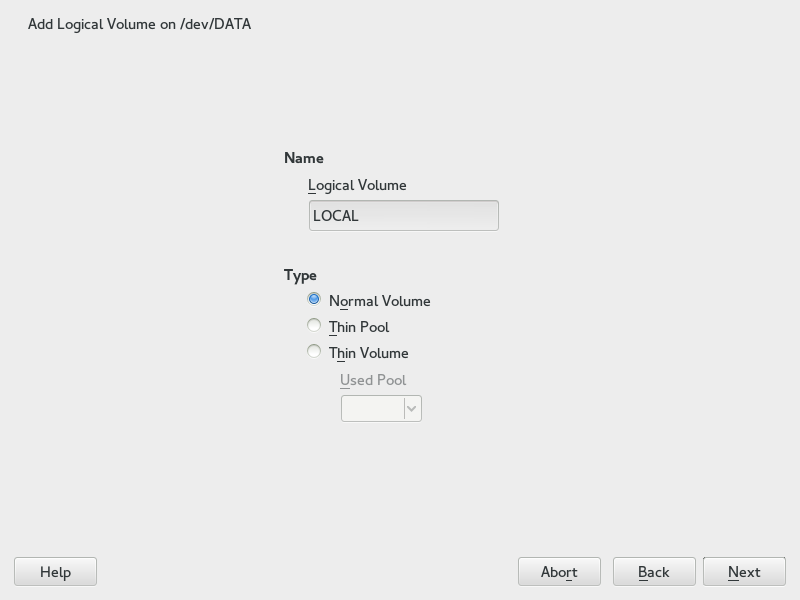 Add Logical Volume on /dev/DATA
Name
Logical Volume
LOCAL
Type
Normal Volume
Thin Pool
Thin Volume
Used Pool
Help
Abort
Back
Next